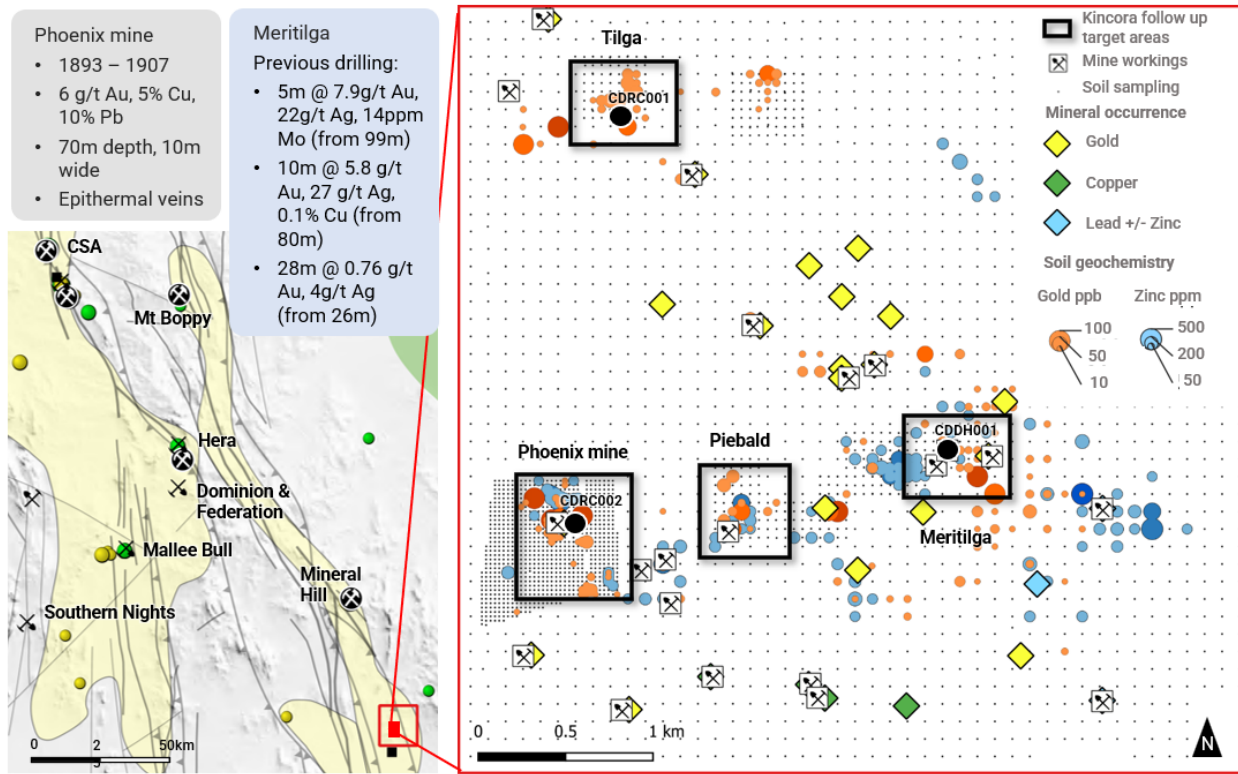 Phoenix mine
• 1893 – 1907
• 6 g/t Au, 5% Cu,
10% Pb
• 70m depth, 10m
wide
• Epithermal veins
Meritilga
Previous drilling:
• 5m @ 7.9g/t Au,
22g/t Ag, 14ppm
Mo (from 99m)
• 10m @ 5.8 g/t
Au, 27 g/t Ag,
0.1% Cu (from
80m)
• 28m @ 0.76 g/t
Au, 4g/t Ag
(from 26m)
CSA
Mt Boppy
Hera
Dominion &
Federation
Mallee Bull
Mineral
Hill
Southern Nights
0 2 50km
Tilga
CDRC001
Phoenix mine
CDRC002
Piebald
CDDH001
Meritilga
0 0.5 1 km
Kincora follow up
target areas
Mine workings
Soil sampling
Mineral occurrence
Gold
Copper
Lead +/- Zinc
Soil geochemistry
Gold ppb Zinc ppm
100 500
50 200
10 50
N